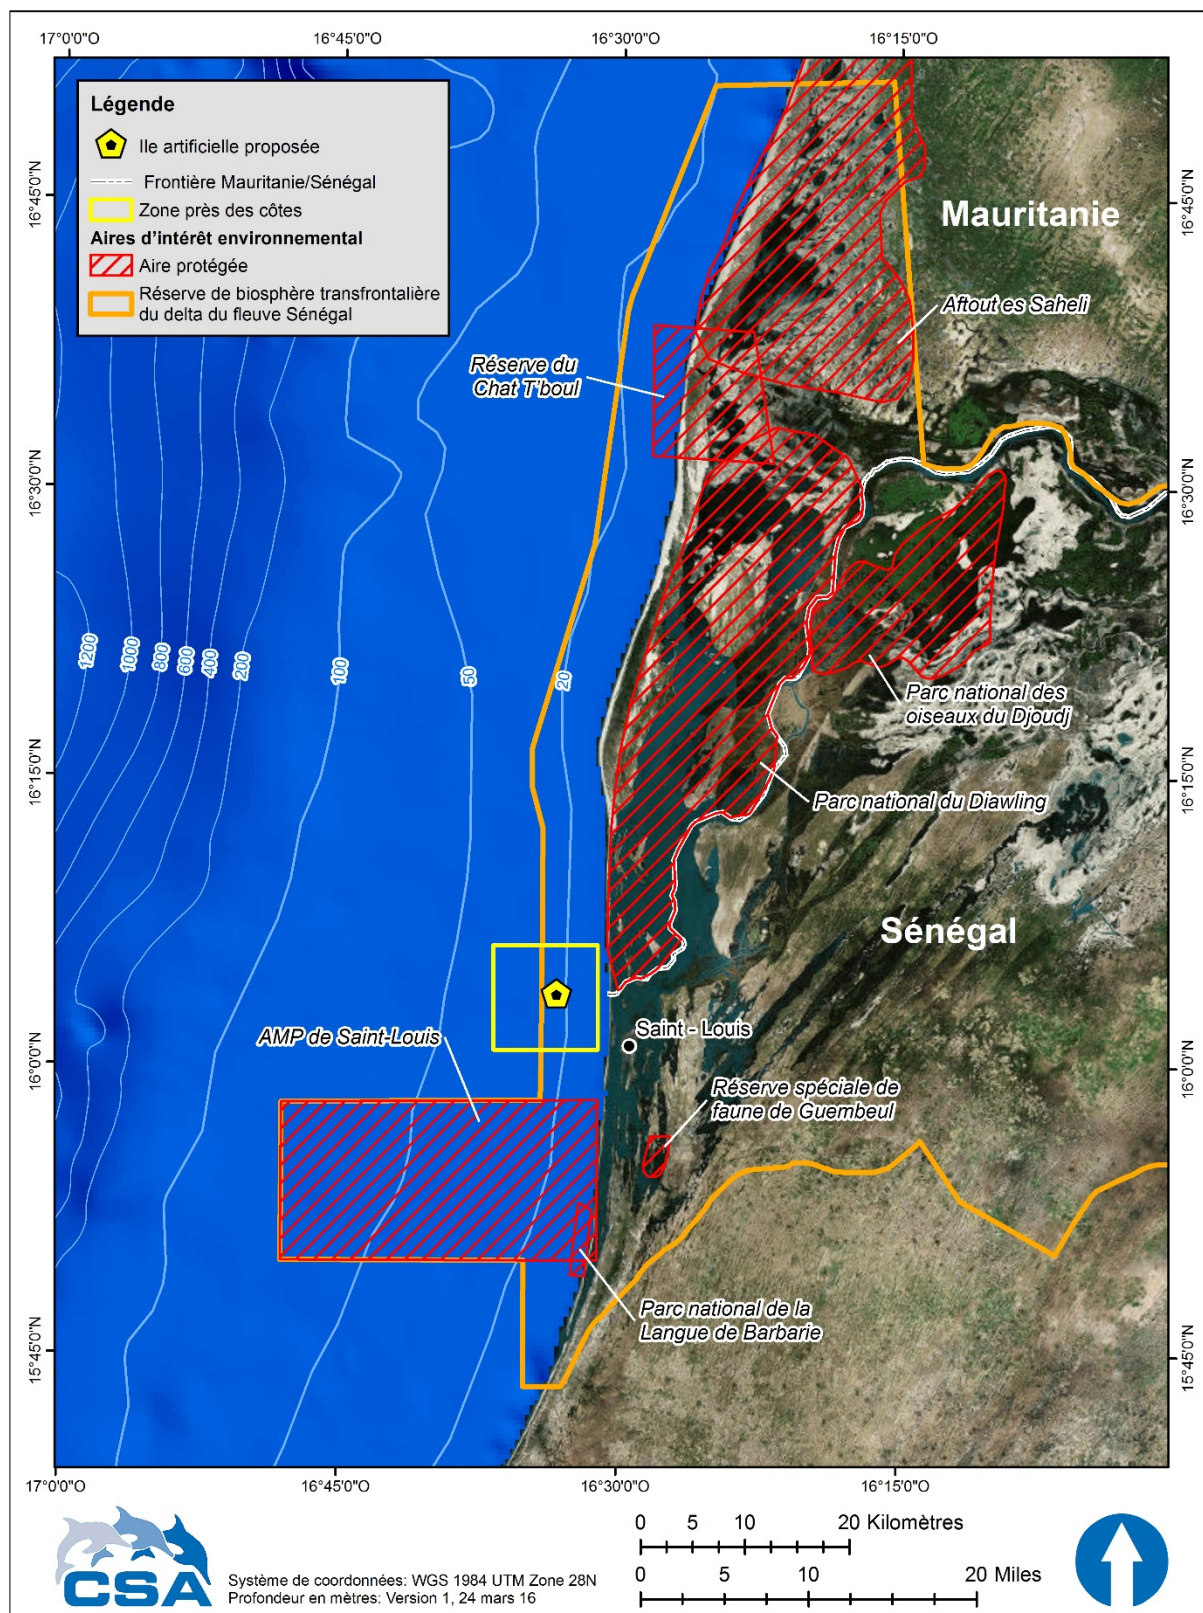 17°0'0"O
16°45'0"O
16°30'0"O
16°15'0"O
Légende
Ile artificielle proposée
Frontière Mauritanie/Sénégal
Zone près des côtes
Aires d'intérêt environnemental
Aire protégée
Réserve de biosphère transfrontalière
du delta du fleuve Sénégal
16°45'0"N
16°45'0"N
Mauritanie
Aftout es Saheli
Réserve du
Chat T'boul
16°30'0"N
16°30'0"N
1200
1000
800
600
400
200
100
50
20
Parc national des
oiseaux du Djoudj
16°15'0"N
16°15'0"N
Parc national du Diawling
Sénégal
AMP de Saint-Louis
Saint - Louis
16°0'0"N
16°0'0"N
Réserve spéciale de
faune de Guembeul
Parc national de la
Langue de Barbarie
15°45'0"N
15°45'0"N
17°0'0"O
16°45'0"O
16°30'0"O
16°15'0"O
CSA
Système de coordonnées: WGS 1984 UTM Zone 28N
Profondeur en mètres: Version 1, 24 mars 16
0 5 10 20 Kilomètres
0 5 10 20 Miles